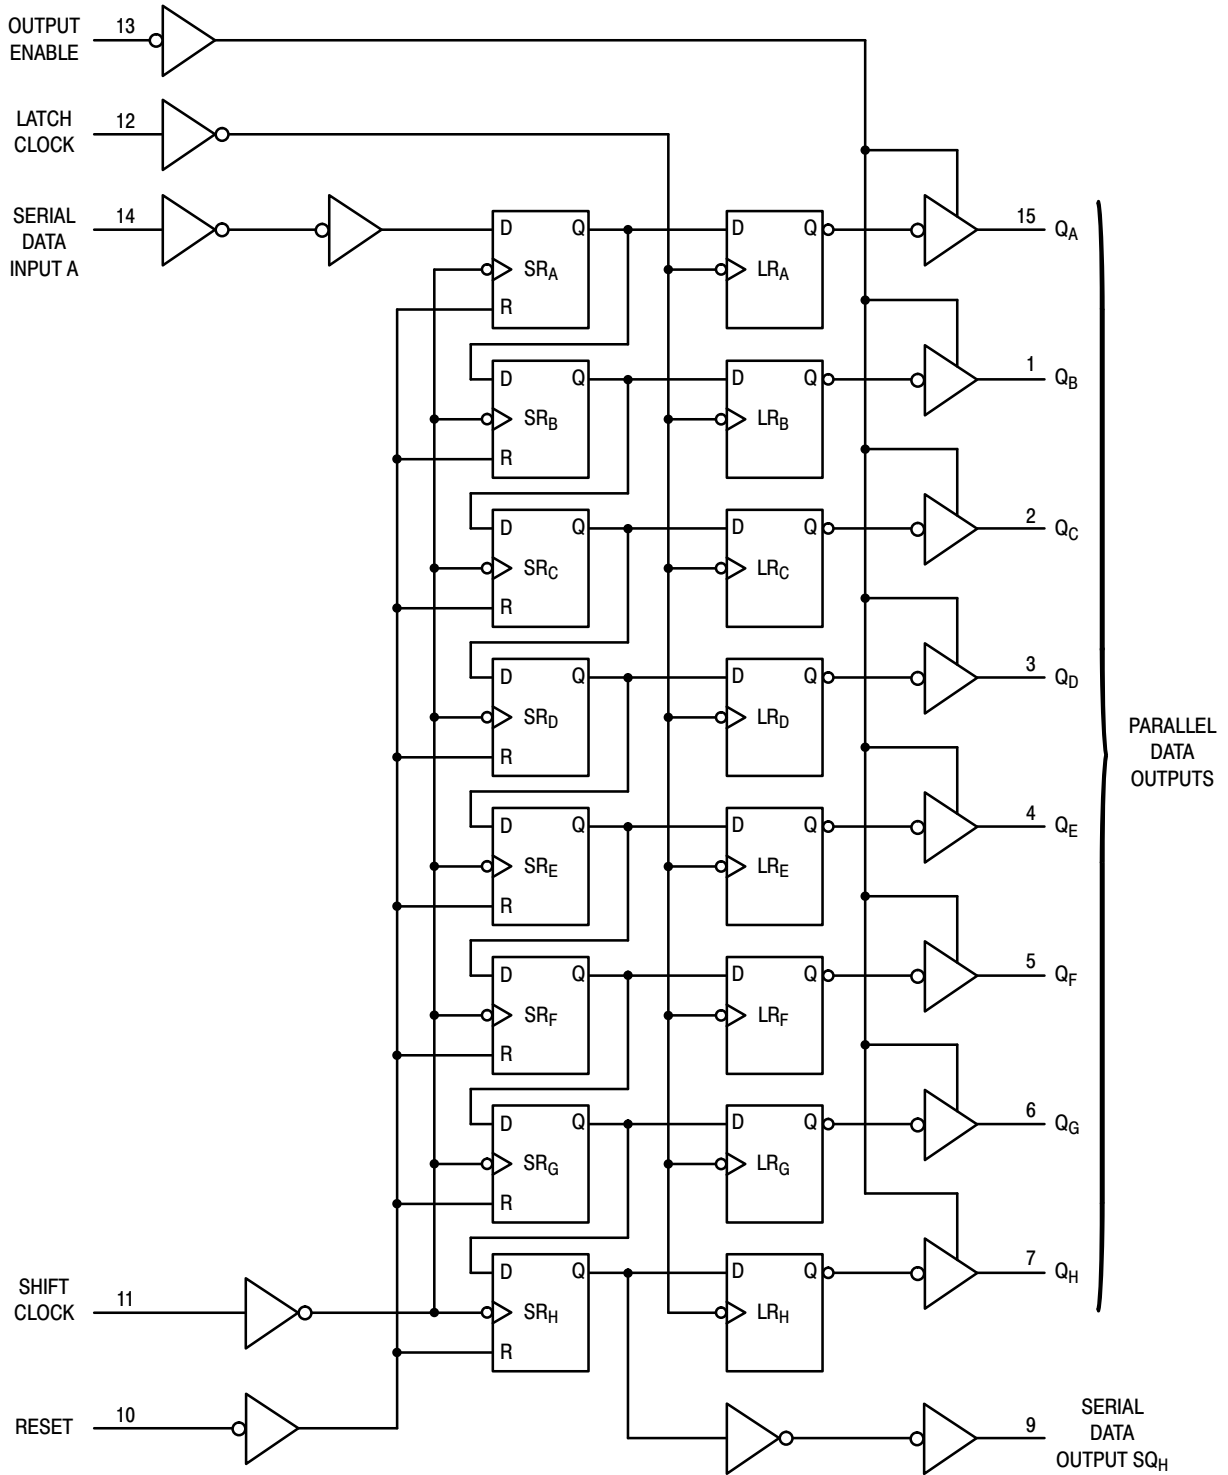 OUTPUT
ENABLE
13
LATCH
CLOCK
12
SERIAL
DATA
INPUT A
14
D Q
SRA
R
D Q
LRA
15 QA
D Q
SRB
R
D Q
LRB
1 QB
D Q
SRC
R
D Q
LRC
2 QC
D Q
SRD
R
D Q
LRD
3 QD
PARALLEL
DATA
OUTPUTS
D Q
SRE
R
D Q
LRE
4 QE
D Q
SRF
R
D Q
LRF
5 QF
D Q
SRG
R
D Q
LRG
6 QG
D Q
SRH
R
D Q
LRH
7 QH
SHIFT
CLOCK
11
RESET
10
9
SERIAL
DATA
OUTPUT SQH